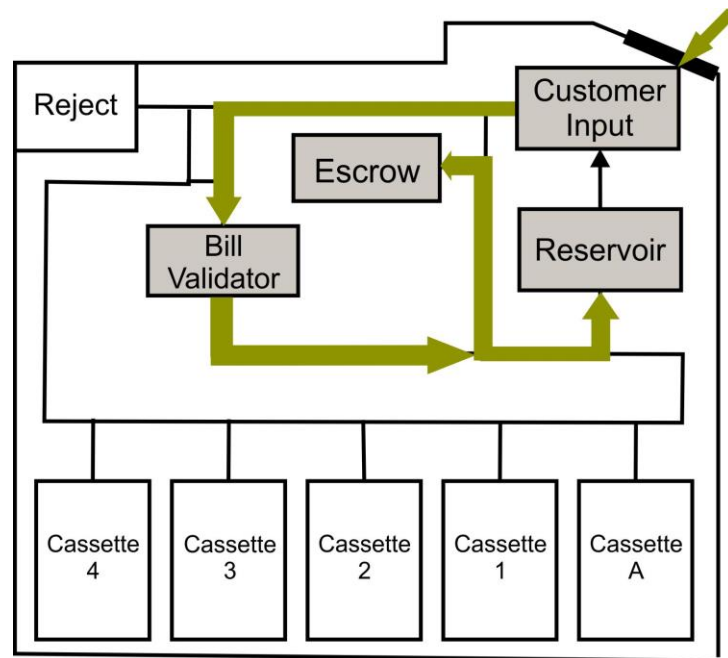 Reject
Customer
Input
Escrow
Bill
Validator
Reservoir
Cassette
4
Cassette
3
Cassette
2
Cassette
1
Cassette
A